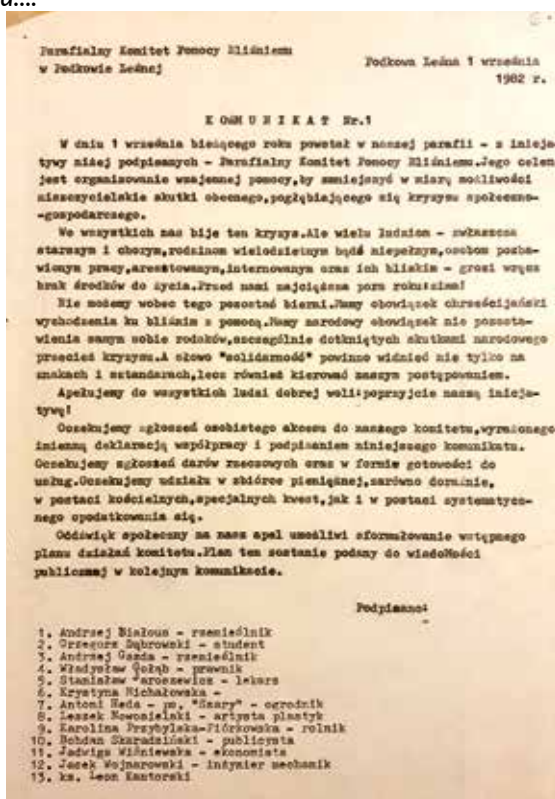 Parafialny Komitet Pomocy Bliźniemu
w Podkowie Leśnej
Podkowa Leśna 1 września
1982 r.
K O M U N I K A T Nr.1
W dniu 1 września bieżącego roku powstał w naszej parafii - z inicja
tywy niżej podpisanych - Parafialny Komitet Pomocy Bliźniemu.Jego celem
jest organizowanie wzajemnej pomocy,by zmniejszyć w miarę możliwości
niszczycielskie skutki obecnego,pogłębiającego się kryzysu społeczno-
-gospodarczego.
We wszystkich nas bije ten kryzys.Ale wielu ludziom - zwłaszcza
starszym i chorym,rodzinom wielodzietnym bądź niepełnym,osobom pozba-
wionym pracy,aresztowanym,internowanym oraz ich bliskim - grozi wręcz
brak środków do życia.Przed nami najcięższa pora roku:zima!
Nie możemy wobec tego pozostać bierni.Mamy obowiązek chrześcijański
wychodzenia ku bliźnim z pomocą.Mamy narodowy obowiązek nie pozosta-
wienia samym sobie rodaków,szczególnie dotkniętych skutkami narodowego
przecież kryzysu.A słowo "solidarność" powinno widnieć nie tylko na
znakach i sztandarach,lecz również kierować naszym postępowaniem.
Apelujemy do wszystkich ludzi dobrej woli:poprzyjcie naszą inicja-
tywę!
Oczekujemy zgłoszeń osobistego akcesu do naszego komitetu,wyrażonego
imienną deklaracją współpracy i podpisaniem niniejszego komunikatu.
Oczekujemy zgłoszeń darów rzeczowych oraz w formie gotowości do
usług.Oczekujemy udziału w zbiórce pieniężnej,zarówno doraźnie,
w postaci kościelnych,specjalnych kwest,jak i w postaci systematycz-
nego opodatkowania się.
Oddźwięk społeczny na nasz apel umożliwi sformułowanie wstępnego
planu działań komitetu.Plan ten zostanie podany do wiadoMości
publicznej w kolejnym komunikacie.
Podpisano:
1. Andrzej Białous - rzemieślnik
2. Grzegorz Dąbrowski - student
3. Andrzej Gazda - rzemieślnik
4. Władysław Gołąb - prawnik
5. Stanisław Jaroszewicz - lekarz
6. Krystyna Michałowska -
7. Antoni Heda - ps. "Szary" - ogrodnik
8. Leszek Nowosielski - artysta plastyk
9. Karolina Przybylska-Piórkowska - rolnik
10. Bohdan Skaradziński - publicysta
11. Jadwiga Wiśniewska - ekonomista
12. Jacek Wojnarowski - inżynier mechanik
13. ks. Leon Kantorski